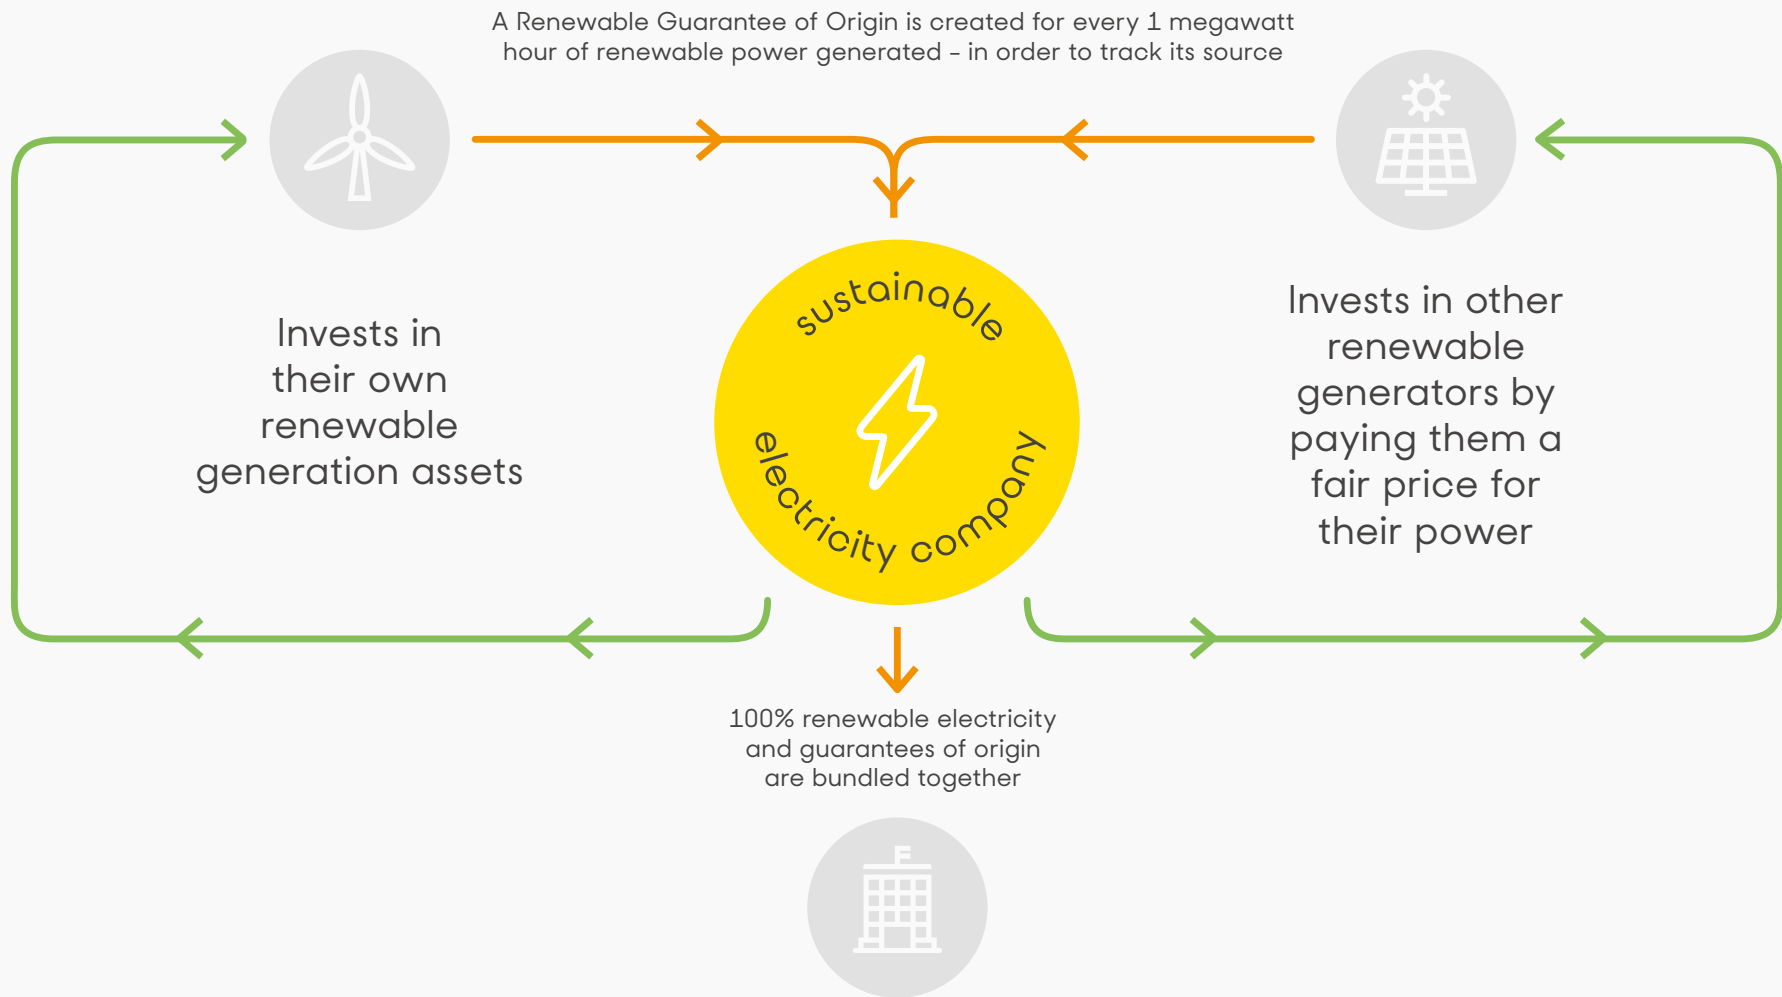 A Renewable Guarantee of Origin is created for every 1 megawatt
hour of renewable power generated - in order to track its source
Invests in
their own
renewable
generation assets
sustainable
electricity company
Invests in other
renewable
generators by
paying them a
fair price for
their power
100% renewable electricity
and guarantees of origin
are bundled together